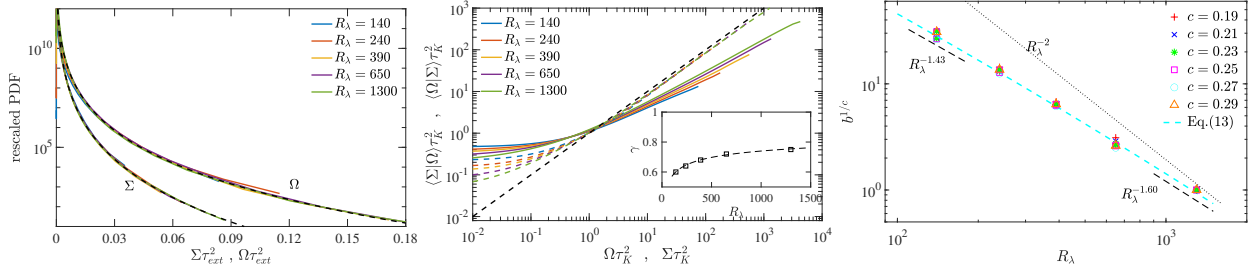 rescaled PDF
10^{10}
10^{5}
R_λ = 140
R_λ = 240
R_λ = 390
R_λ = 650
R_λ = 1300
Σ
Ω
0 0.03 0.06 0.09 0.12 0.18
Στ_{ext}^2 , Ωτ_{ext}^2
⟨Σ|Ω⟩τ_K^2 , ⟨Ω|Σ⟩τ_K^2
10^3
10^2
10^1
10^0
10^{-1}
10^{-2}
R_λ = 140
R_λ = 240
R_λ = 390
R_λ = 650
R_λ = 1300
γ
1
0.8
0.6
0 500 1000 1500
R_λ
10^{-2} 10^{-1} 10^0 10^1 10^2 10^3 10^4
Ωτ_K^2 , Στ_K^2
b^{1/c}
10^1
10^0
R_λ^{-1.43}
R_λ^{-2}
R_λ^{-1.60}
c = 0.19
c = 0.21
c = 0.23
c = 0.25
c = 0.27
c = 0.29
Eq.(13)
10^2 10^3
R_λ